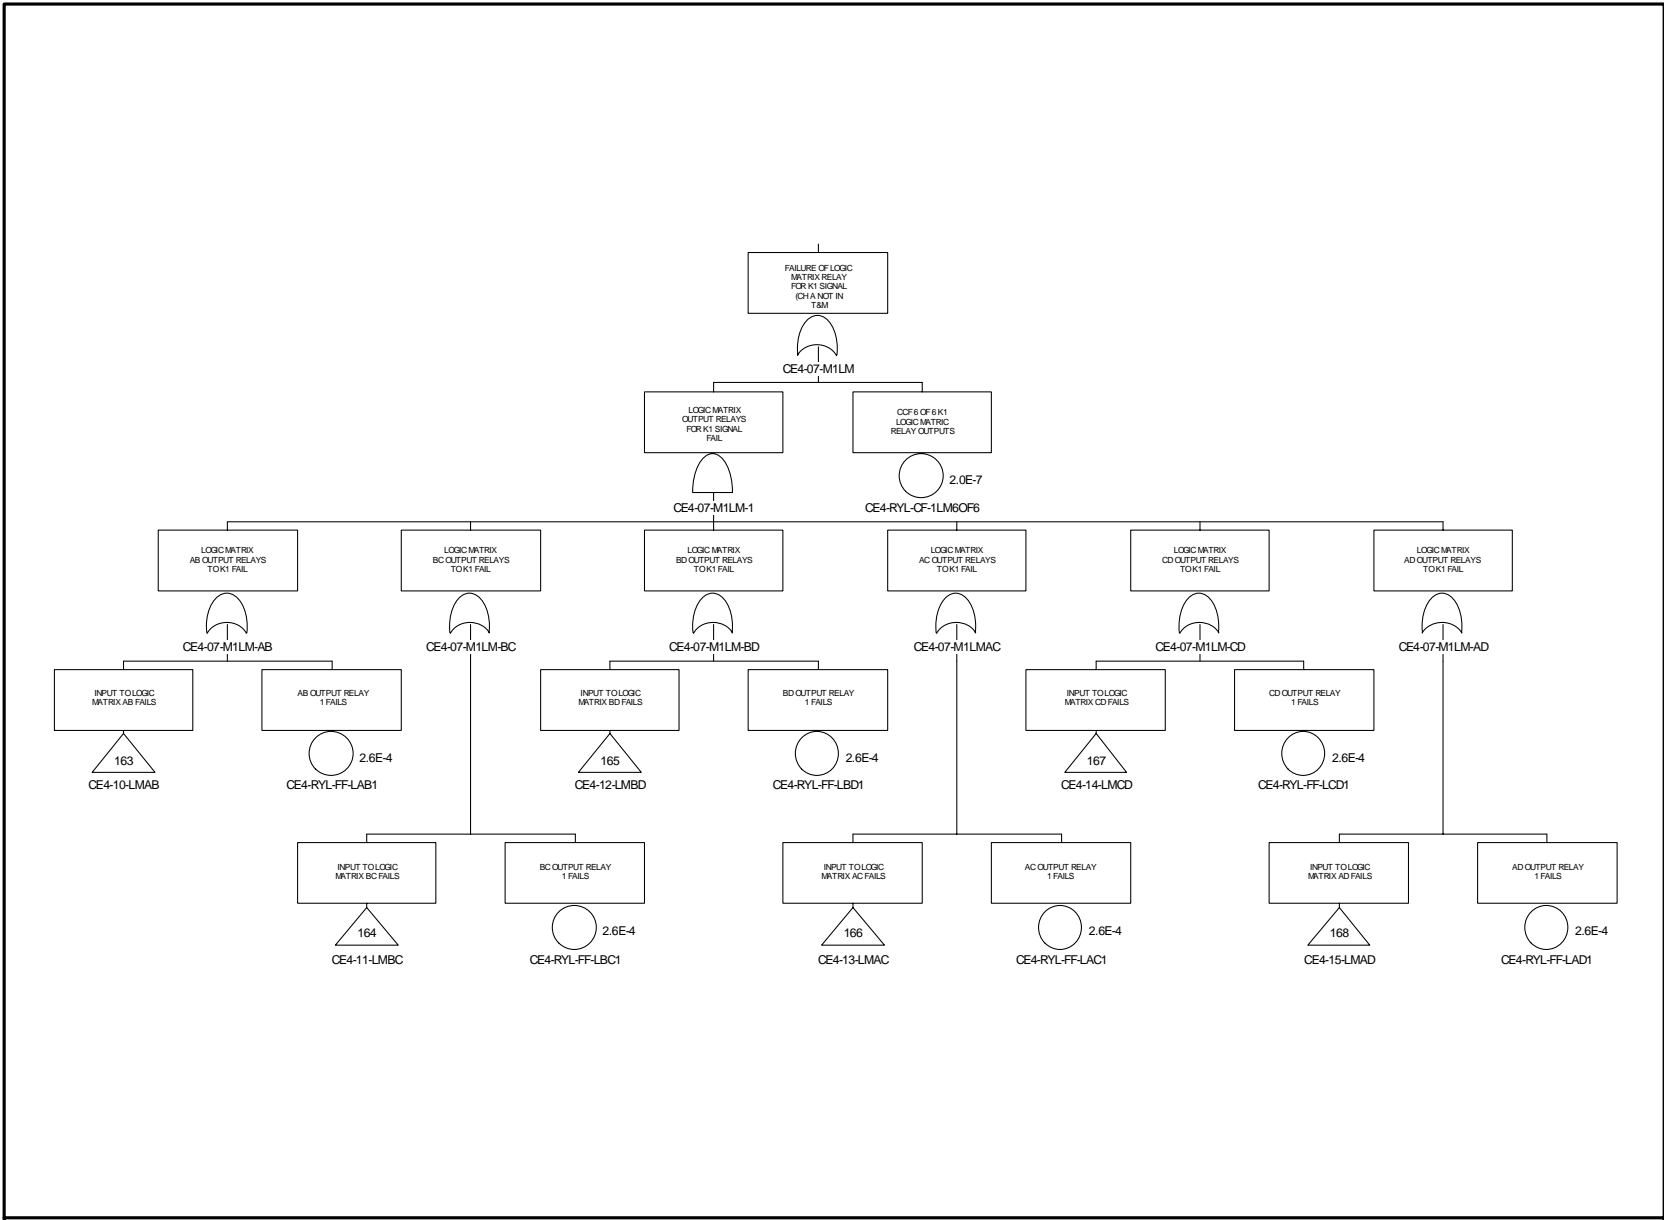 FAILURE OF LOGIC
MATRIX RELAY
FOR K1 SIGNAL
(CH A NOT IN
T&M
CE4-07-M1LM
LOGIC MATRIX
OUTPUT RELAYS
FOR K1 SIGNAL
FAIL
CE4-07-M1LM-1
CCF 6 OF 6 K1
LOGIC MATRIC
RELAY OUTPUTS
2.0E-7
CE4-RYL-CF-1LM6OF6
LOGIC MATRIX
AB OUTPUT RELAYS
TO K1 FAIL
CE4-07-M1LM-AB
LOGIC MATRIX
BC OUTPUT RELAYS
TO K1 FAIL
CE4-07-M1LM-BC
LOGIC MATRIX
BD OUTPUT RELAYS
TO K1 FAIL
CE4-07-M1LM-BD
LOGIC MATRIX
AC OUTPUT RELAYS
TO K1 FAIL
CE4-07-M1LMAC
LOGIC MATRIX
CD OUTPUT RELAYS
TO K1 FAIL
CE4-07-M1LM-CD
LOGIC MATRIX
AD OUTPUT RELAYS
TO K1 FAIL
CE4-07-M1LM-AD
INPUT TO LOGIC
MATRIX AB FAILS
163
CE4-10-LMAB
AB OUTPUT RELAY
1 FAILS
2.6E-4
CE4-RYL-FF-LAB1
INPUT TO LOGIC
MATRIX BD FAILS
165
CE4-12-LMBD
BD OUTPUT RELAY
1 FAILS
2.6E-4
CE4-RYL-FF-LBD1
INPUT TO LOGIC
MATRIX CD FAILS
167
CE4-14-LMCD
CD OUTPUT RELAY
1 FAILS
2.6E-4
CE4-RYL-FF-LCD1
INPUT TO LOGIC
MATRIX BC FAILS
164
CE4-11-LMBC
BC OUTPUT RELAY
1 FAILS
2.6E-4
CE4-RYL-FF-LBC1
INPUT TO LOGIC
MATRIX AC FAILS
166
CE4-13-LMAC
AC OUTPUT RELAY
1 FAILS
2.6E-4
CE4-RYL-FF-LAC1
INPUT TO LOGIC
MATRIX AD FAILS
168
CE4-15-LMAD
AD OUTPUT RELAY
1 FAILS
2.6E-4
CE4-RYL-FF-LAD1